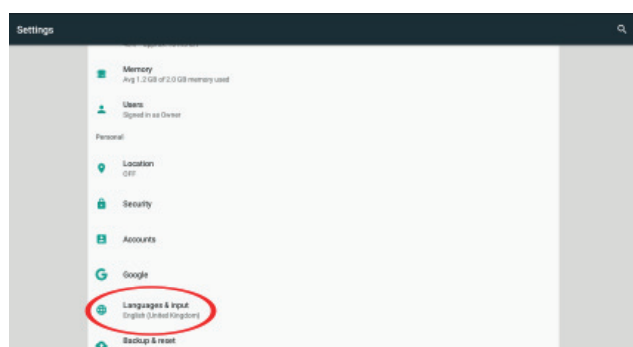 Settings
Memory
Avg 1.2 GB of 2.0 GB memory used
Users
Signed in as Owner
Personal
Location
OFF
Security
Accounts
Google
Languages & input
English (United Kingdom)
Backup & reset